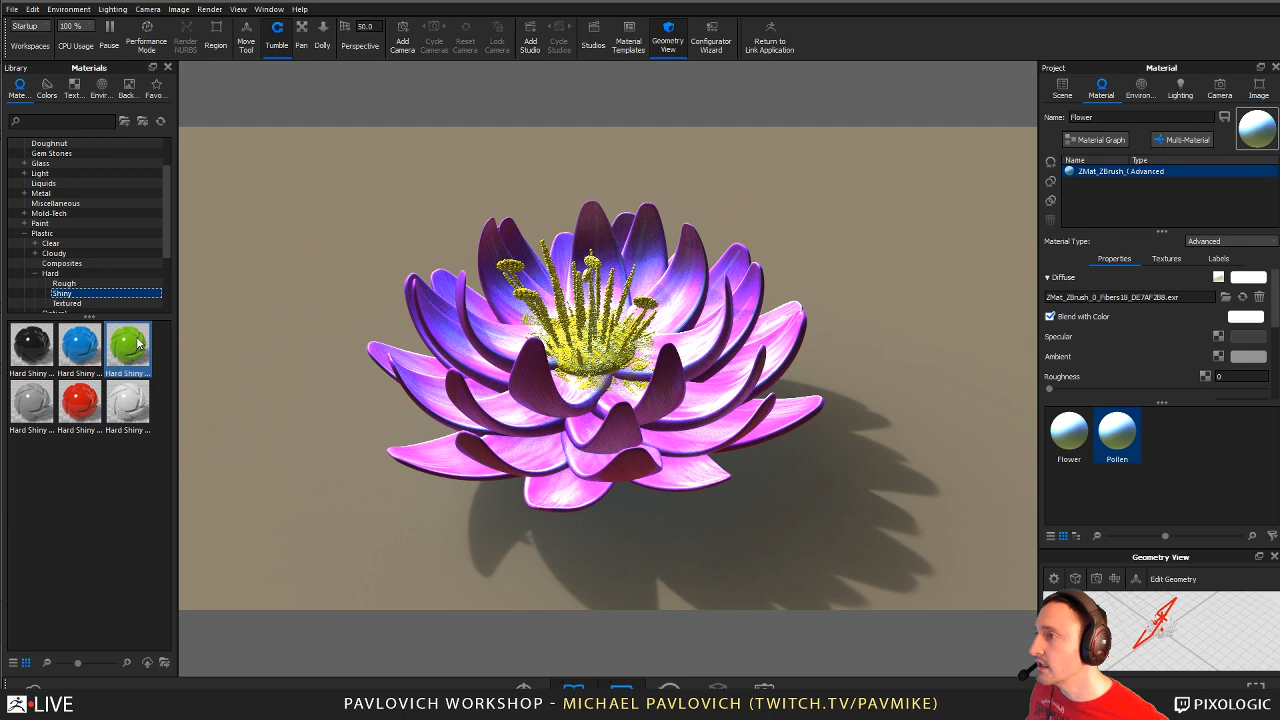 File Edit Environment Lighting Camera Image Render View Window Help
Startup 100 % 50.0
Workspaces CPU Usage Pause Performance Mode Render NURBS Region Move Tool Tumble Pan Dolly Perspective Add Camera Cycle Cameras Reset Camera Lock Camera Add Studio Cycle Studios Studios Material Templates Geometry View Configurator Wizard Return to Link Application
Library Materials
Mate... Colors Text... Envir... Back... Favo...
Doughnut
Gem Stones
Glass
Light
Liquids
Metal
Miscellaneous
Mold-Tech
Paint
Plastic
Clear
Cloudy
Composites
Hard
Rough
Shiny
Textured
Hard Shiny ... Hard Shiny ... Hard Shiny ...
Hard Shiny ... Hard Shiny ... Hard Shiny ...
Project Material
Scene Material Environ... Lighting Camera Image
Name: Flower
Material Graph Multi-Material
Name Type
ZMat_ZBrush_( Advanced
Material Type: Advanced
Properties Textures Labels
Diffuse
ZMat_ZBrush_0_Fibers18_DE7AF2B8.exr
Blend with Color
Specular
Ambient
Roughness 0
Flower Pollen
Geometry View
Edit Geometry
LIVE
PAVLOVICH WORKSHOP - MICHAEL PAVLOVICH (TWITCH.TV/PAVMIKE)
PIXOLOGIC